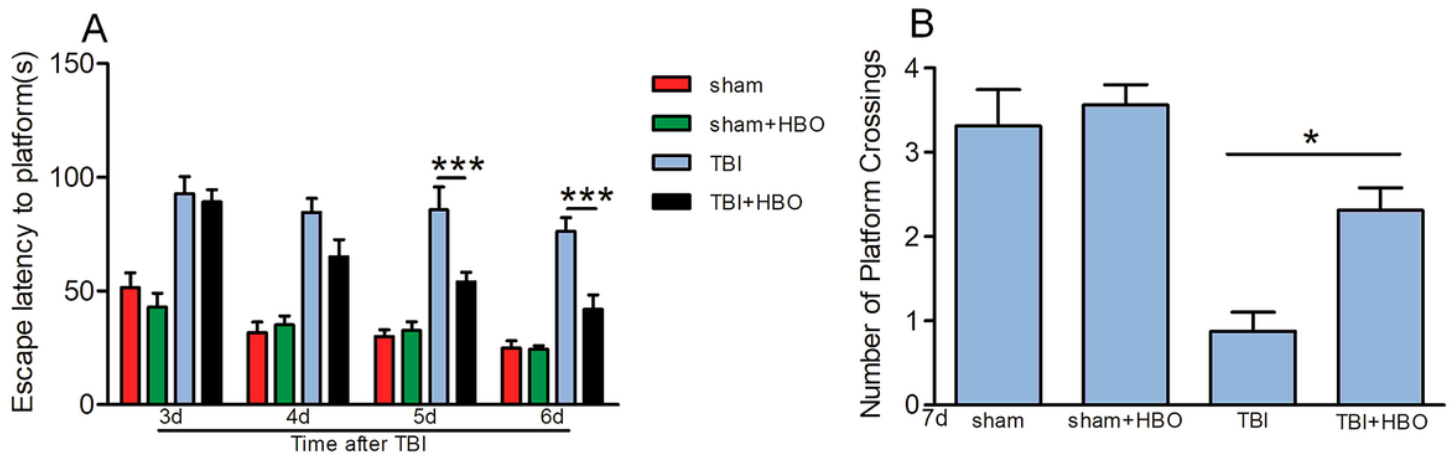 A
Escape latency to platform(s)
150
100
50
0
***
***
3d 4d 5d 6d
Time after TBI
sham
sham+HBO
TBI
TBI+HBO
B
Number of Platform Crossings
4
3
2
1
0
*
7d sham sham+HBO TBI TBI+HBO